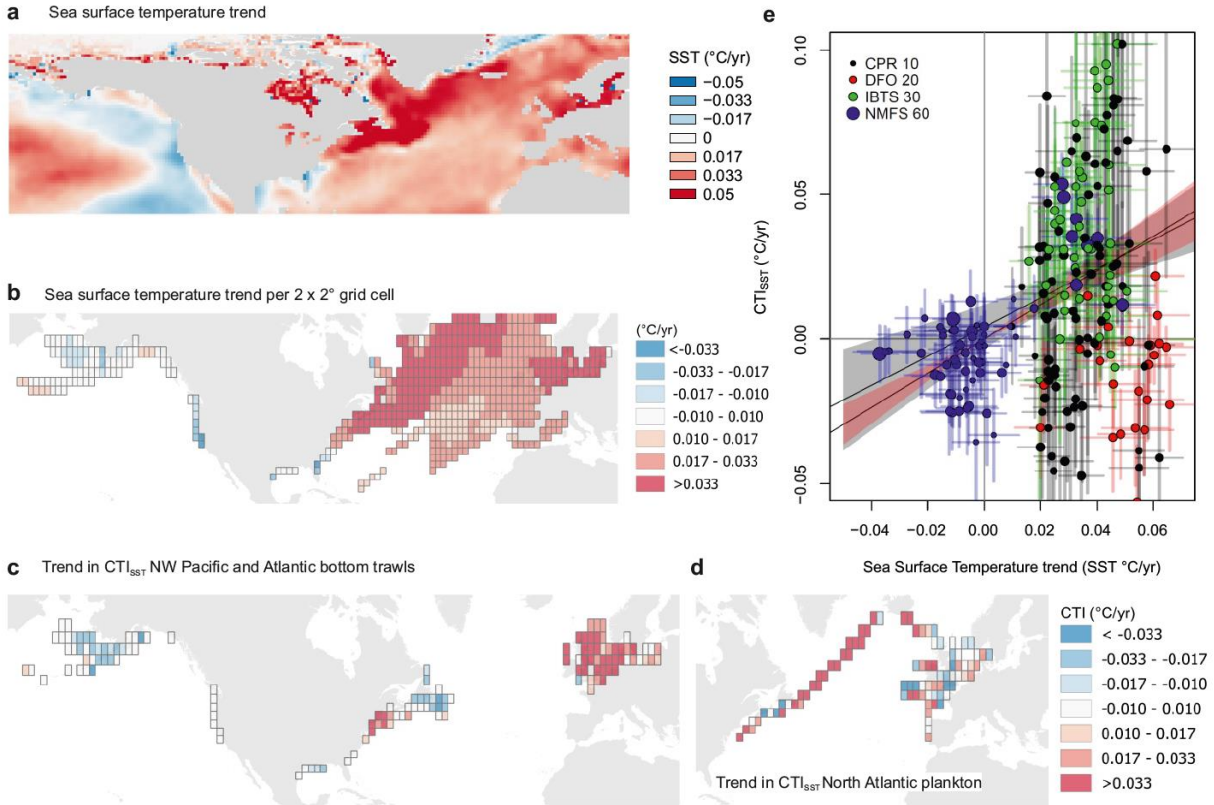 a Sea surface temperature trend
SST (°C/yr)
−0.05
−0.033
−0.017
0
0.017
0.033
0.05
b Sea surface temperature trend per 2 x 2° grid cell
(°C/yr)
<-0.033
-0.033 - -0.017
-0.017 - -0.010
-0.010 - 0.010
0.010 - 0.017
0.017 - 0.033
>0.033
c Trend in CTISST NW Pacific and Atlantic bottom trawls
d
Trend in CTISST North Atlantic plankton
CTI (°C/yr)
< -0.033
-0.033 - -0.017
-0.017 - -0.010
-0.010 - 0.010
0.010 - 0.017
0.017 - 0.033
>0.033
e
CPR 10
DFO 20
IBTS 30
NMFS 60
CTISST (°C/yr)
0.10
0.05
0.00
−0.05
−0.04 −0.02 0.00 0.02 0.04 0.06
Sea Surface Temperature trend (SST °C/yr)